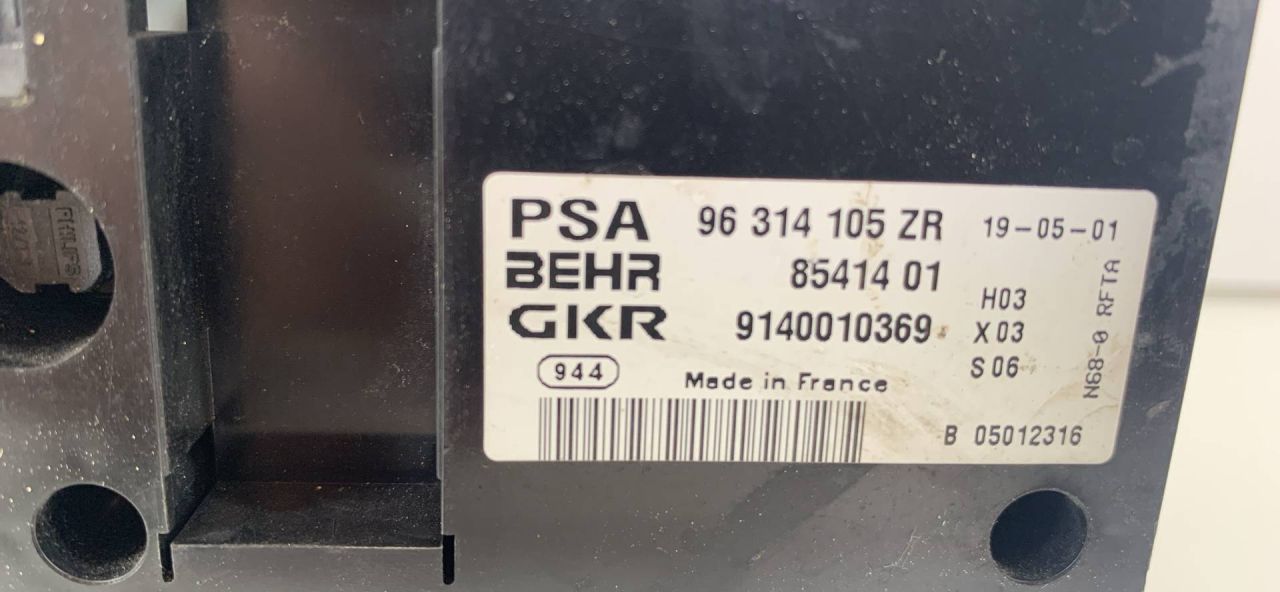 PSA 96 314 105 ZR 19-05-01
BEHR 85414 01
GKR 9140010369
H03
X03
S06
N68-0 RFTA
944
Made in France
B 05012316